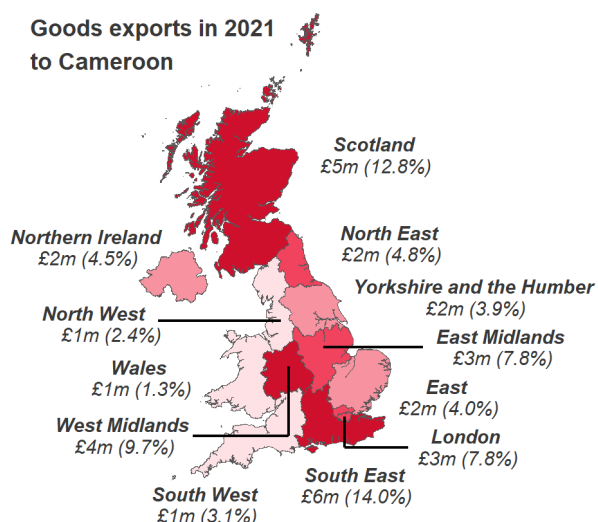 Goods exports in 2021
to Cameroon
Scotland
£5m (12.8%)
Northern Ireland
£2m (4.5%)
North East
£2m (4.8%)
Yorkshire and the Humber
£2m (3.9%)
North West
£1m (2.4%)
East Midlands
£3m (7.8%)
Wales
£1m (1.3%)
East
£2m (4.0%)
West Midlands
£4m (9.7%)
London
£3m (7.8%)
South East
£6m (14.0%)
South West
£1m (3.1%)